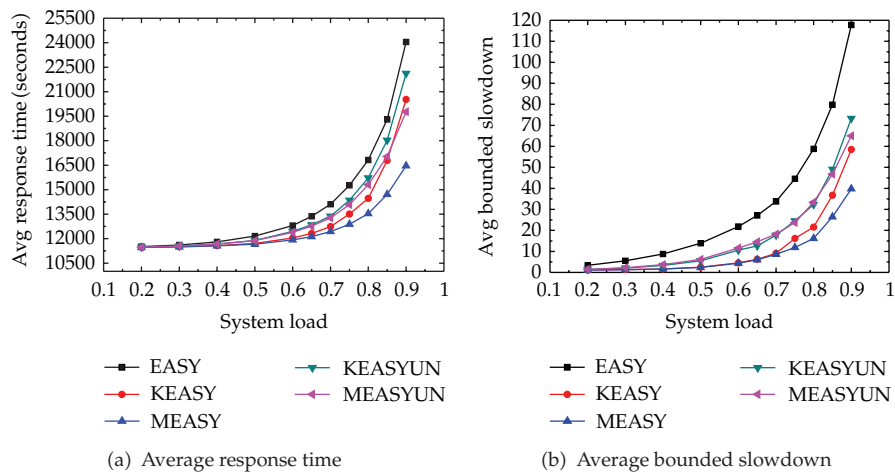 25500
23500
21500
19500
17500
16500
15000
13500
12000
10500
Avg response time (seconds)
0.1 0.2 0.3 0.4 0.5 0.6 0.7 0.8 0.9 1
System load
EASY
KEASY
MEASY
KEASYUN
MEASYUN
(a) Average response time
120
110
100
90
80
70
60
50
40
30
20
10
0
Avg bounded slowdown
0.1 0.2 0.3 0.4 0.5 0.6 0.7 0.8 0.9 1
System load
EASY
KEASY
MEASY
KEASYUN
MEASYUN
(b) Average bounded slowdown